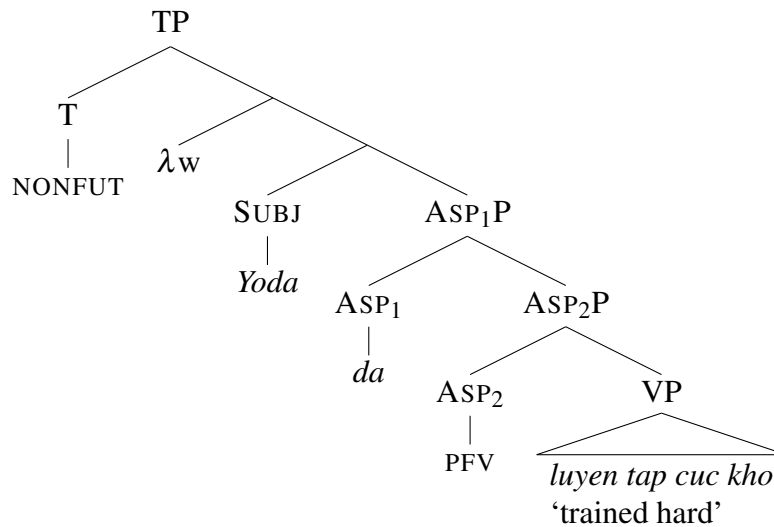 TP
T
λw
NONFUT
SUBJ
ASP₁P
Yoda
ASP₁
ASP₂P
da
ASP₂
VP
PFV
luyen tap cuc kho
‘trained hard’